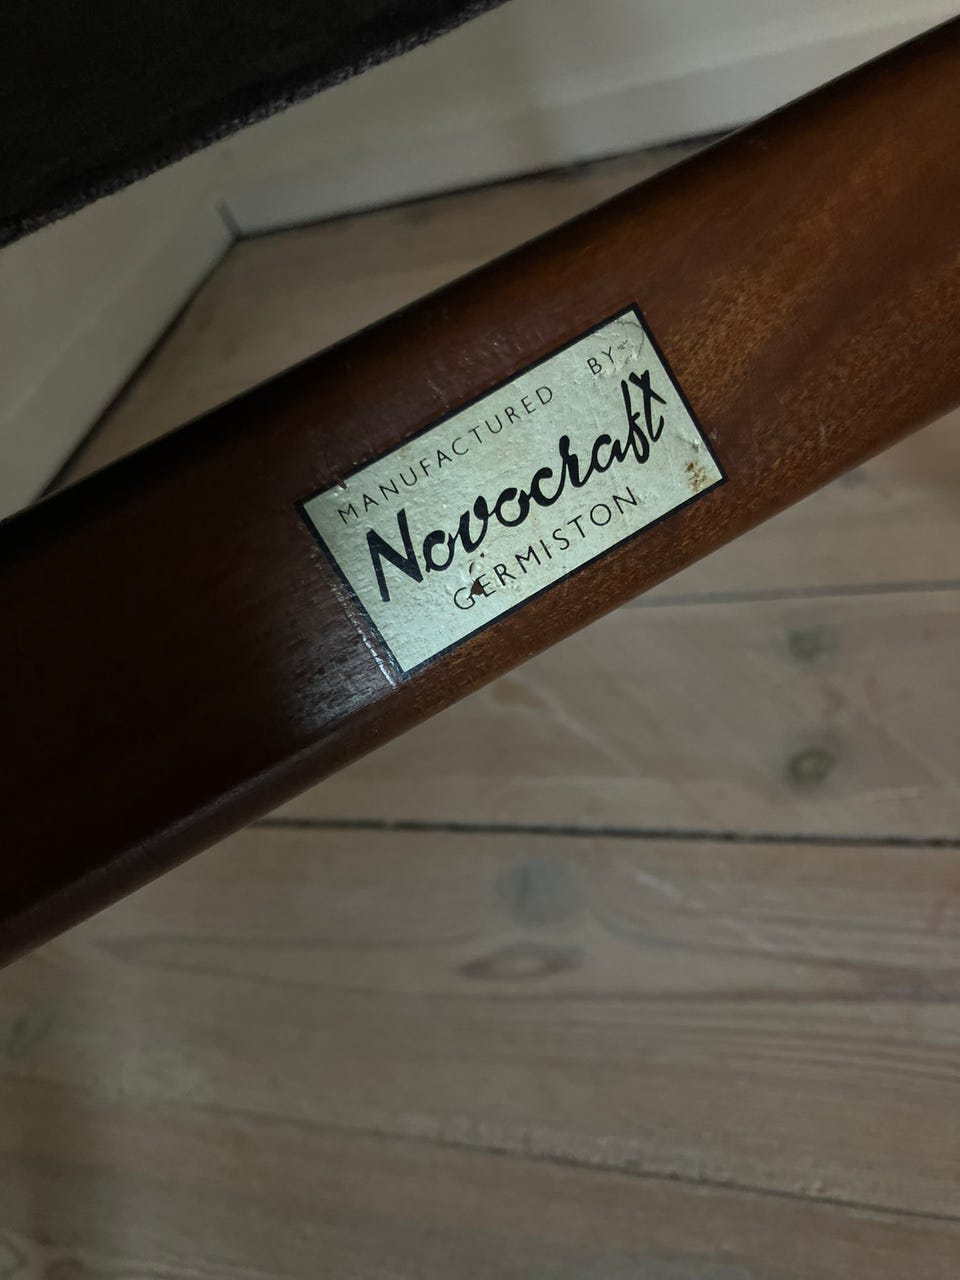 MANUFACTURED BY
Novocraft
GERMISTON